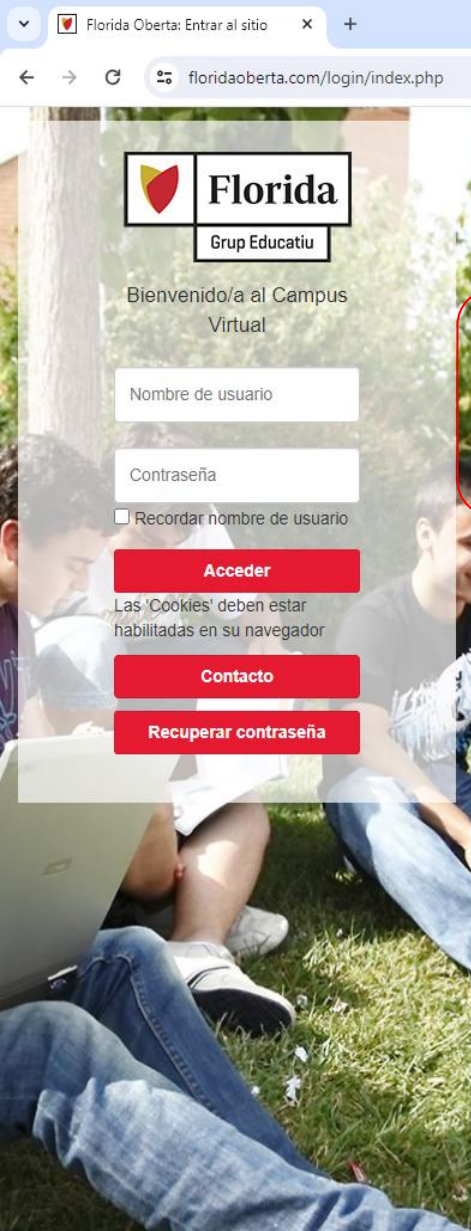 Florida Oberta: Entrar al sitio
floridaoberta.com/login/index.php
Florida
Grup Educatiu
Bienvenido/a al Campus
Virtual
Nombre de usuario
Contraseña
Recordar nombre de usuario
Acceder
Las 'Cookies' deben estar
habilitadas en su navegador
Contacto
Recuperar contraseña